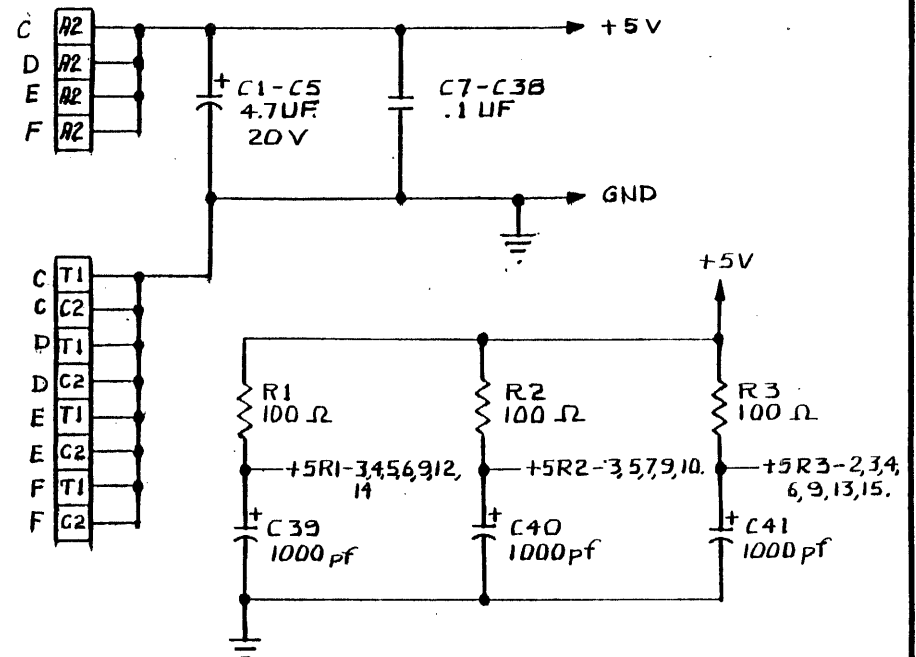 C A2
D A2
E A2
F A2
+5V
+ C1-C5
4.7UF.
20V
C7-C38
.1UF
GND
C T1
C C2
D T1
D C2
E T1
E C2
F T1
F C2
+5V
R1
100 Ω
R2
100 Ω
R3
100 Ω
+5R1-3,4,5,6,9,12,
14
+5R2-3,5,7,9,10.
+5R3-2,3,4,
6,9,13,15.
+ C39
1000pf
+ C40
1000pf
+ C41
1000pf